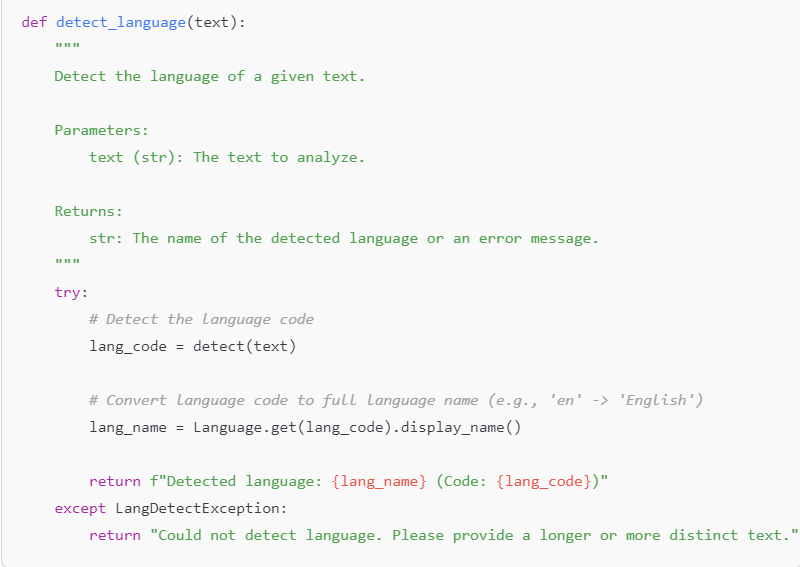 def detect_language(text):
"""
Detect the language of a given text.
Parameters:
text (str): The text to analyze.
Returns:
str: The name of the detected language or an error message.
"""
try:
# Detect the language code
lang_code = detect(text)
# Convert language code to full language name (e.g., 'en' -> 'English')
lang_name = Language.get(lang_code).display_name()
return f"Detected language: {lang_name} (Code: {lang_code})"
except LangDetectException:
return "Could not detect language. Please provide a longer or more distinct text."